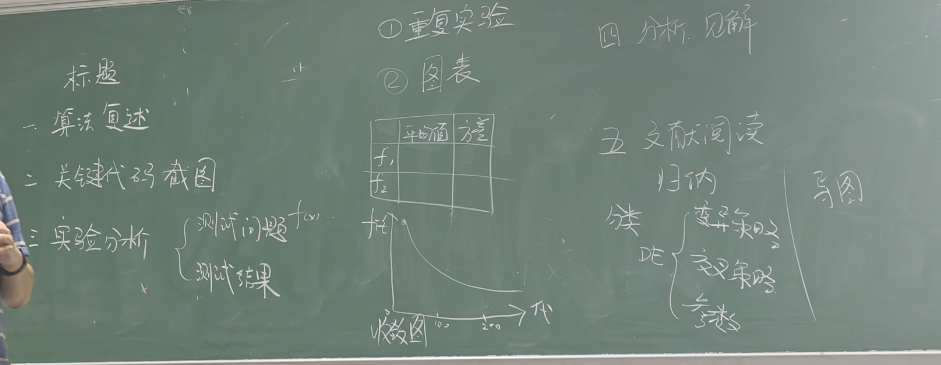 标题
一 算法复述
二 关键代码截图
三 实验分析
测试问题 f(x)
测试结果
① 重复实验
② 图表
平均值 方差
f₁
f₂
f(x)
100 200 代
收敛图
四 分析 见解
五 文献阅读
归纳
分类
DE
变异策略
交叉策略
参数
导图